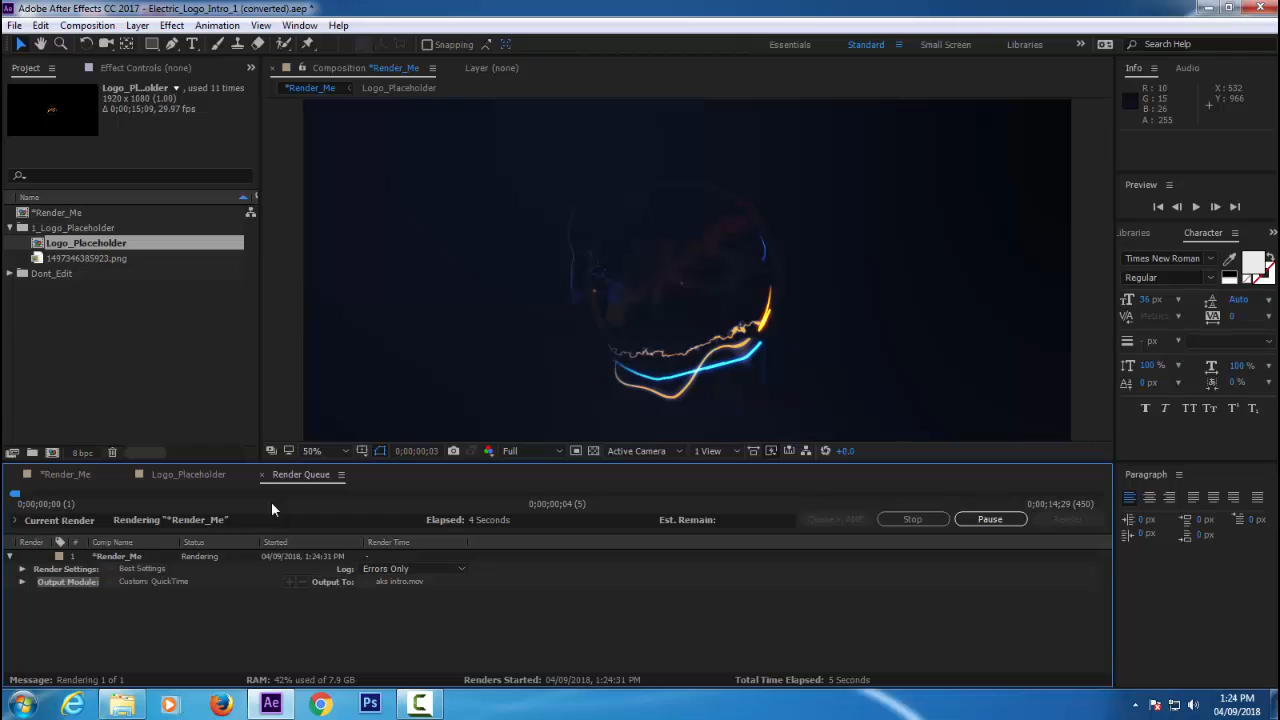 Adobe After Effects CC 2017 - Electric_Logo_Intro_1 (converted).aep *
File Edit Composition Layer Effect Animation View Window Help
Snapping Essentials Standard Small Screen Libraries Search Help
Project Effect Controls (none) Composition *Render_Me Layer (none) Info Audio
*Render_Me Logo_Placeholder
Logo_Pl...older , used 11 times
1920 x 1080 (1.00)
Δ 0;00;15;09, 29.97 fps
R: 10 X: 532
G: 15 Y: 966
B: 26
A: 255
Preview
Name
*Render_Me
1_Logo_Placeholder
Logo_Placeholder
1497346385923.png
Dont_Edit
Libraries Character
Times New Roman
Regular
36 px Auto
Metrics 0
- px
100 % 100 %
0 px 0 %
8 bpc
50% 0;00;00;03 Full Active Camera 1 View +0.0
*Render_Me Logo_Placeholder Render Queue
Paragraph
0;00;00;00 (1) 0;00;00;04 (5) 0;00;14;29 (450)
Current Render Rendering "*Render_Me" Elapsed: 4 Seconds Est. Remain: Stop Pause Render
0 px 0 px 0 px
0 px 0 px
Render # Comp Name Status Started Render Time
1 *Render_Me Rendering 04/09/2018, 1:24:31 PM -
Render Settings: Best Settings Log: Errors Only
Output Module: Custom: QuickTime Output To: aks intro.mov
Message: Rendering 1 of 1 RAM: 42% used of 7.9 GB Renders Started: 04/09/2018, 1:24:31 PM Total Time Elapsed: 5 Seconds
Ae Ps C
1:24 PM
04/09/2018